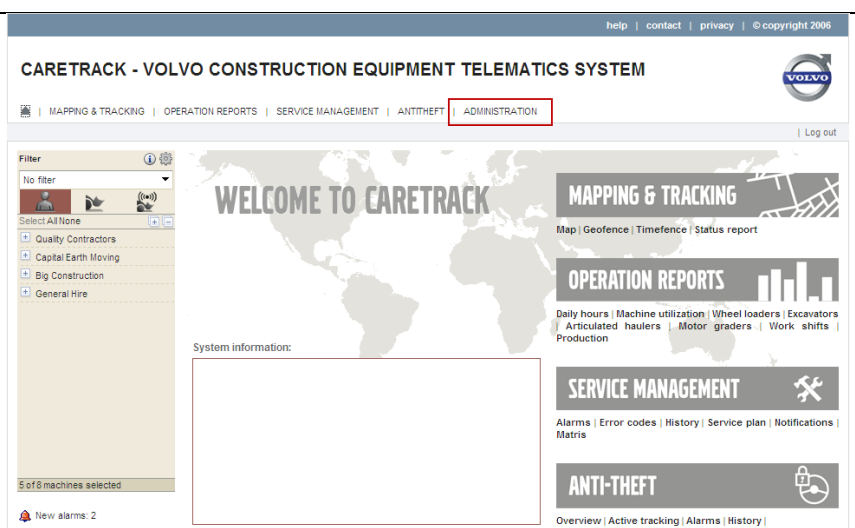 help | contact | privacy | © copyright 2006
CARETRACK - VOLVO CONSTRUCTION EQUIPMENT TELEMATICS SYSTEM
VOLVO
| MAPPING & TRACKING | OPERATION REPORTS | SERVICE MANAGEMENT | ANTITHEFT | ADMINISTRATION
| Log out
Filter
No filter
Select All None
Quality Contractors
Capital Earth Moving
Big Construction
General Hire
5 of 8 machines selected
New alarms: 2
WELCOME TO CARETRACK
System information:
MAPPING & TRACKING
Map | Geofence | Timefence | Status report
OPERATION REPORTS
Daily hours | Machine utilization | Wheel loaders | Excavators
| Articulated haulers | Motor graders | Work shifts |
Production
SERVICE MANAGEMENT
Alarms | Error codes | History | Service plan | Notifications |
Matris
ANTI-THEFT
Overview | Active tracking | Alarms | History |